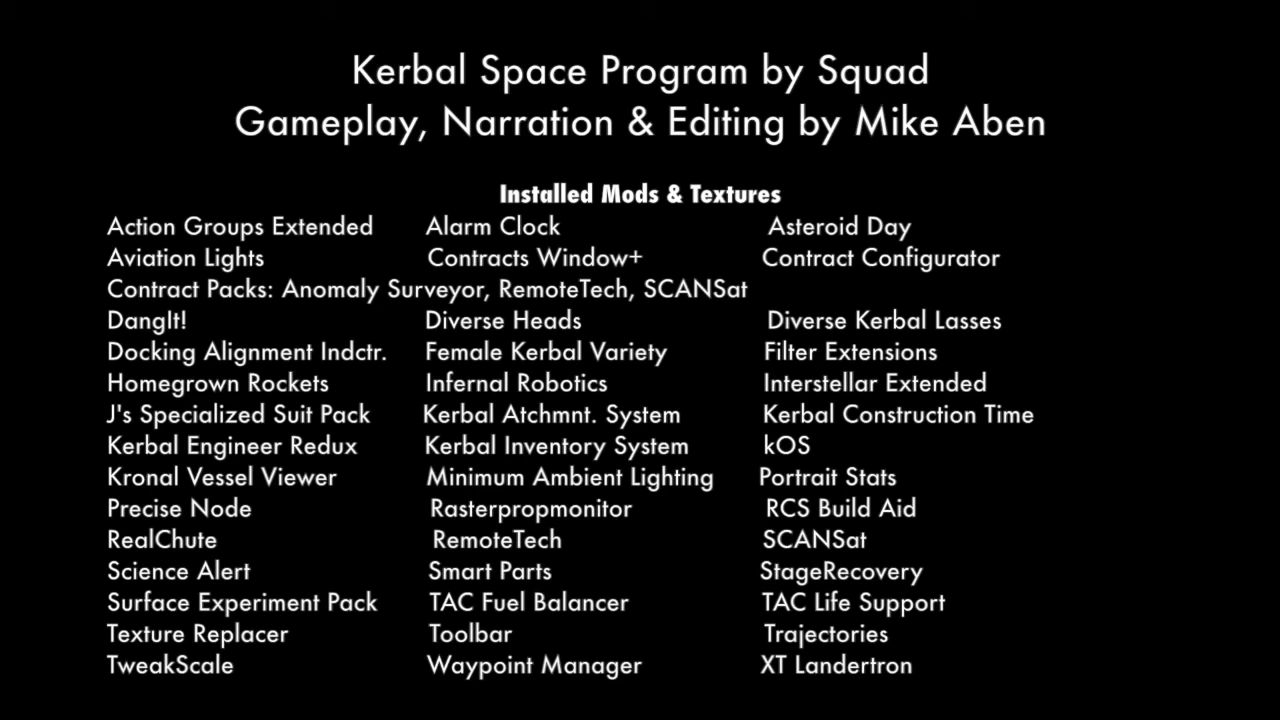 Kerbal Space Program by Squad
Gameplay, Narration & Editing by Mike Aben
Installed Mods & Textures
Action Groups Extended Alarm Clock Asteroid Day
Aviation Lights Contracts Window+ Contract Configurator
Contract Packs: Anomaly Surveyor, RemoteTech, SCANSat
DangIt! Diverse Heads Diverse Kerbal Lasses
Docking Alignment Indctr. Female Kerbal Variety Filter Extensions
Homegrown Rockets Infernal Robotics Interstellar Extended
J's Specialized Suit Pack Kerbal Atchmnt. System Kerbal Construction Time
Kerbal Engineer Redux Kerbal Inventory System kOS
Kronal Vessel Viewer Minimum Ambient Lighting Portrait Stats
Precise Node Rasterpropmonitor RCS Build Aid
RealChute RemoteTech SCANSat
Science Alert Smart Parts StageRecovery
Surface Experiment Pack TAC Fuel Balancer TAC Life Support
Texture Replacer Toolbar Trajectories
TweakScale Waypoint Manager XT Landertron